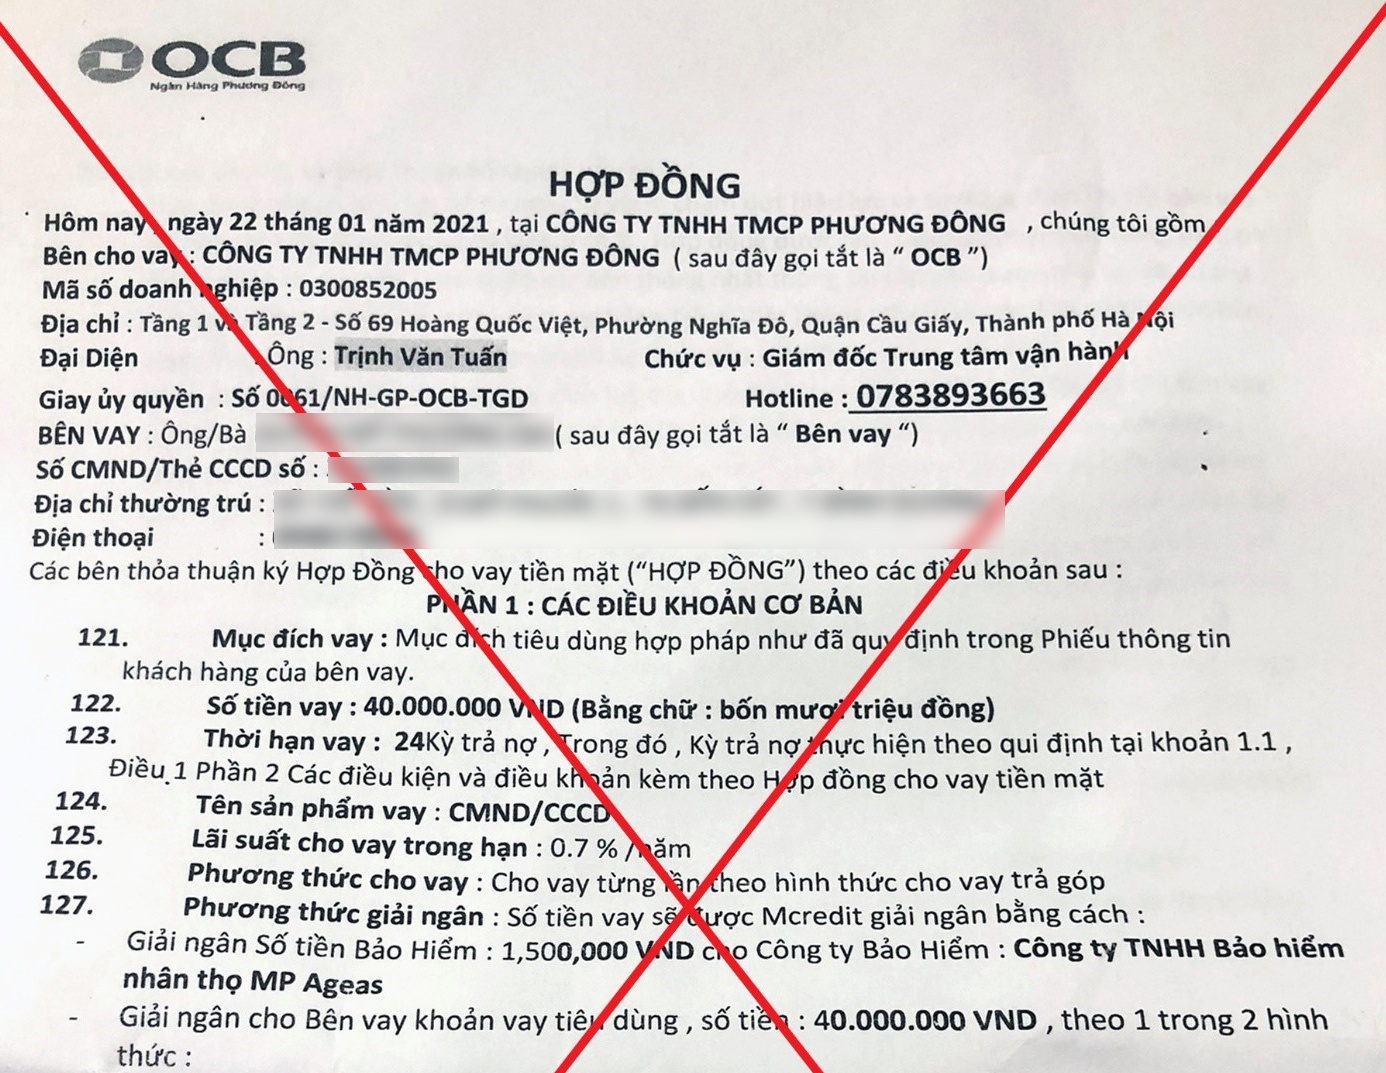 OCB
Ngân Hàng Phương Đông
HỢP ĐỒNG
Hôm nay, ngày 22 tháng 01 năm 2021 , tại CÔNG TY TNHH TMCP PHƯƠNG ĐÔNG , chúng tôi gồm
Bên cho vay : CÔNG TY TNHH TMCP PHƯƠNG ĐÔNG ( sau đây gọi tắt là “ OCB ”)
Mã số doanh nghiệp : 0300852005
Địa chỉ : Tầng 1 và Tầng 2 - Số 69 Hoàng Quốc Việt, Phường Nghĩa Đô, Quận Cầu Giấy, Thành phố Hà Nội
Đại Diện : Ông : Trịnh Văn Tuấn Chức vụ : Giám đốc Trung tâm vận hành
Giay ủy quyền : Số 0061/NH-GP-OCB-TGD Hotline : 0783893663
BÊN VAY : Ông/Bà ( sau đây gọi tắt là “ Bên vay “)
Số CMND/Thẻ CCCD số :
Địa chỉ thường trú :
Điện thoại :
Các bên thỏa thuận ký Hợp Đồng cho vay tiền mặt (“HỢP ĐỒNG”) theo các điều khoản sau :
PHẦN 1 : CÁC ĐIỀU KHOẢN CƠ BẢN
121. Mục đích vay : Mục đích tiêu dùng hợp pháp như đã quy định trong Phiếu thông tin
khách hàng của bên vay.
122. Số tiền vay : 40.000.000 VND (Bằng chữ : bốn mươi triệu đồng)
123. Thời hạn vay : 24Kỳ trả nợ , Trong đó , Kỳ trả nợ thực hiện theo qui định tại khoản 1.1 ,
Điều 1 Phần 2 Các điều kiện và điều khoản kèm theo Hợp đồng cho vay tiền mặt
124. Tên sản phẩm vay : CMND/CCCD
125. Lãi suất cho vay trong hạn : 0.7 % /năm
126. Phương thức cho vay : Cho vay từng lần theo hình thức cho vay trả góp
127. Phương thức giải ngân : Số tiền vay sẽ được Mcredit giải ngân bằng cách :
- Giải ngân Số tiền Bảo Hiểm : 1,500,000 VND cho Công ty Bảo Hiểm : Công ty TNHH Bảo hiểm
nhân thọ MP Ageas
- Giải ngân cho Bên vay khoản vay tiêu dùng , số tiền : 40.000.000 VND , theo 1 trong 2 hình
thức :